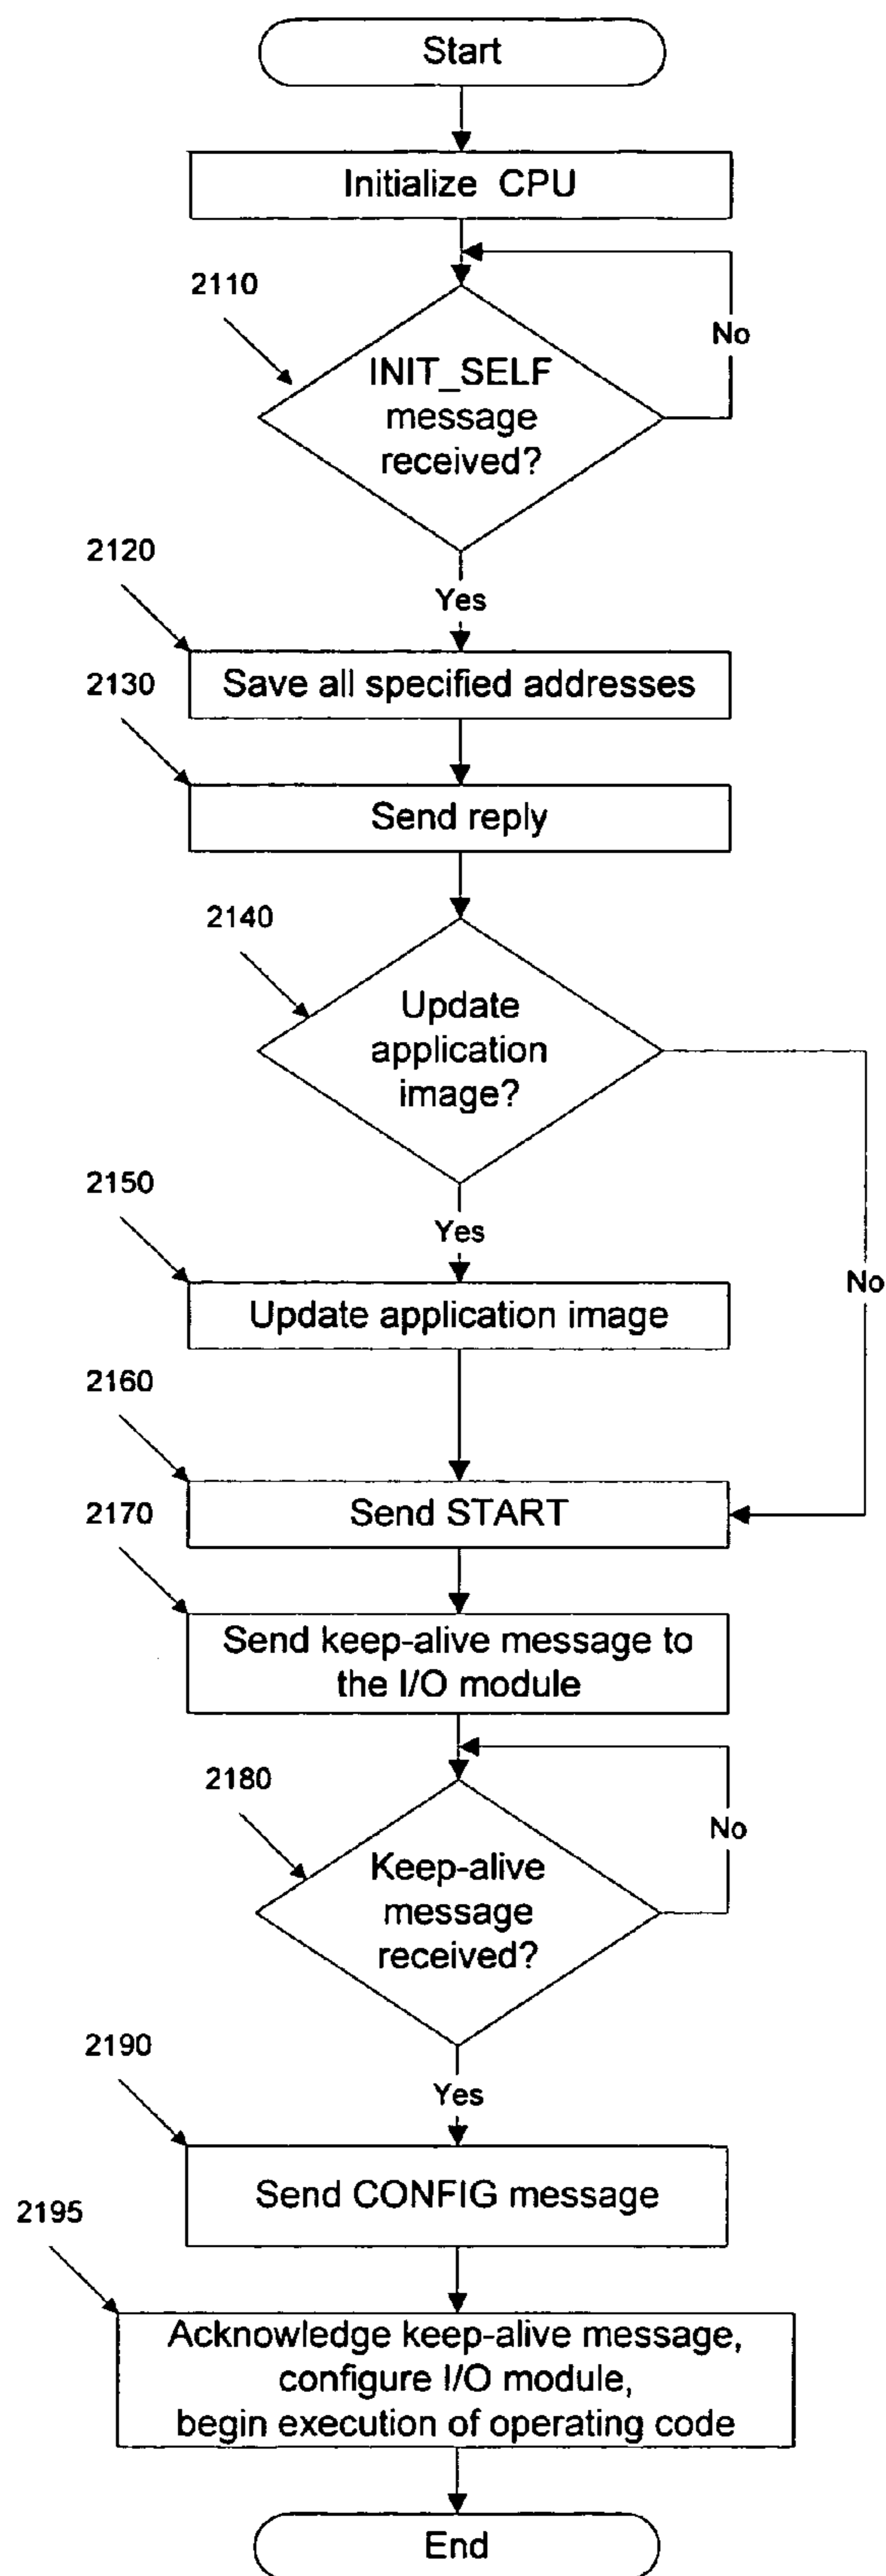 Start
Initialize CPU
2110
No
INIT_SELF
message
received?
2120
Yes
Save all specified addresses
2130
Send reply
2140
Update
application
image?
2150
Yes
No
Update application image
2160
Send START
2170
Send keep-alive message to
the I/O module
2180
No
Keep-alive
message
received?
2190
Yes
Send CONFIG message
2195
Acknowledge keep-alive message,
configure I/O module,
begin execution of operating code
End